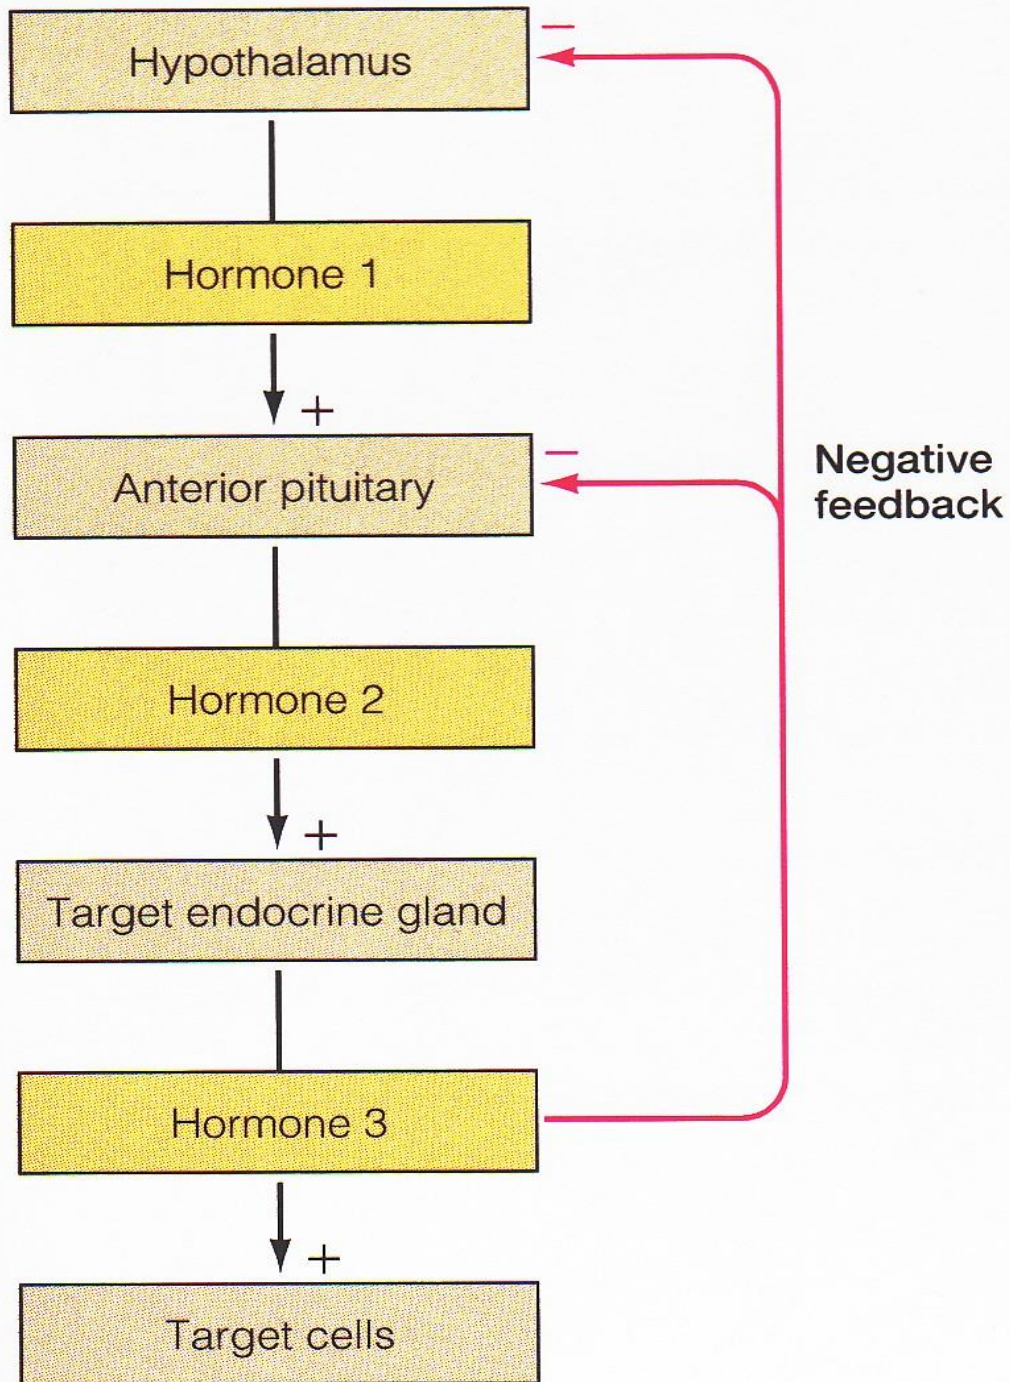 −
Hypothalamus
Hormone 1
+
−
Anterior pituitary
Negative
feedback
Hormone 2
+
Target endocrine gland
Hormone 3
+
Target cells